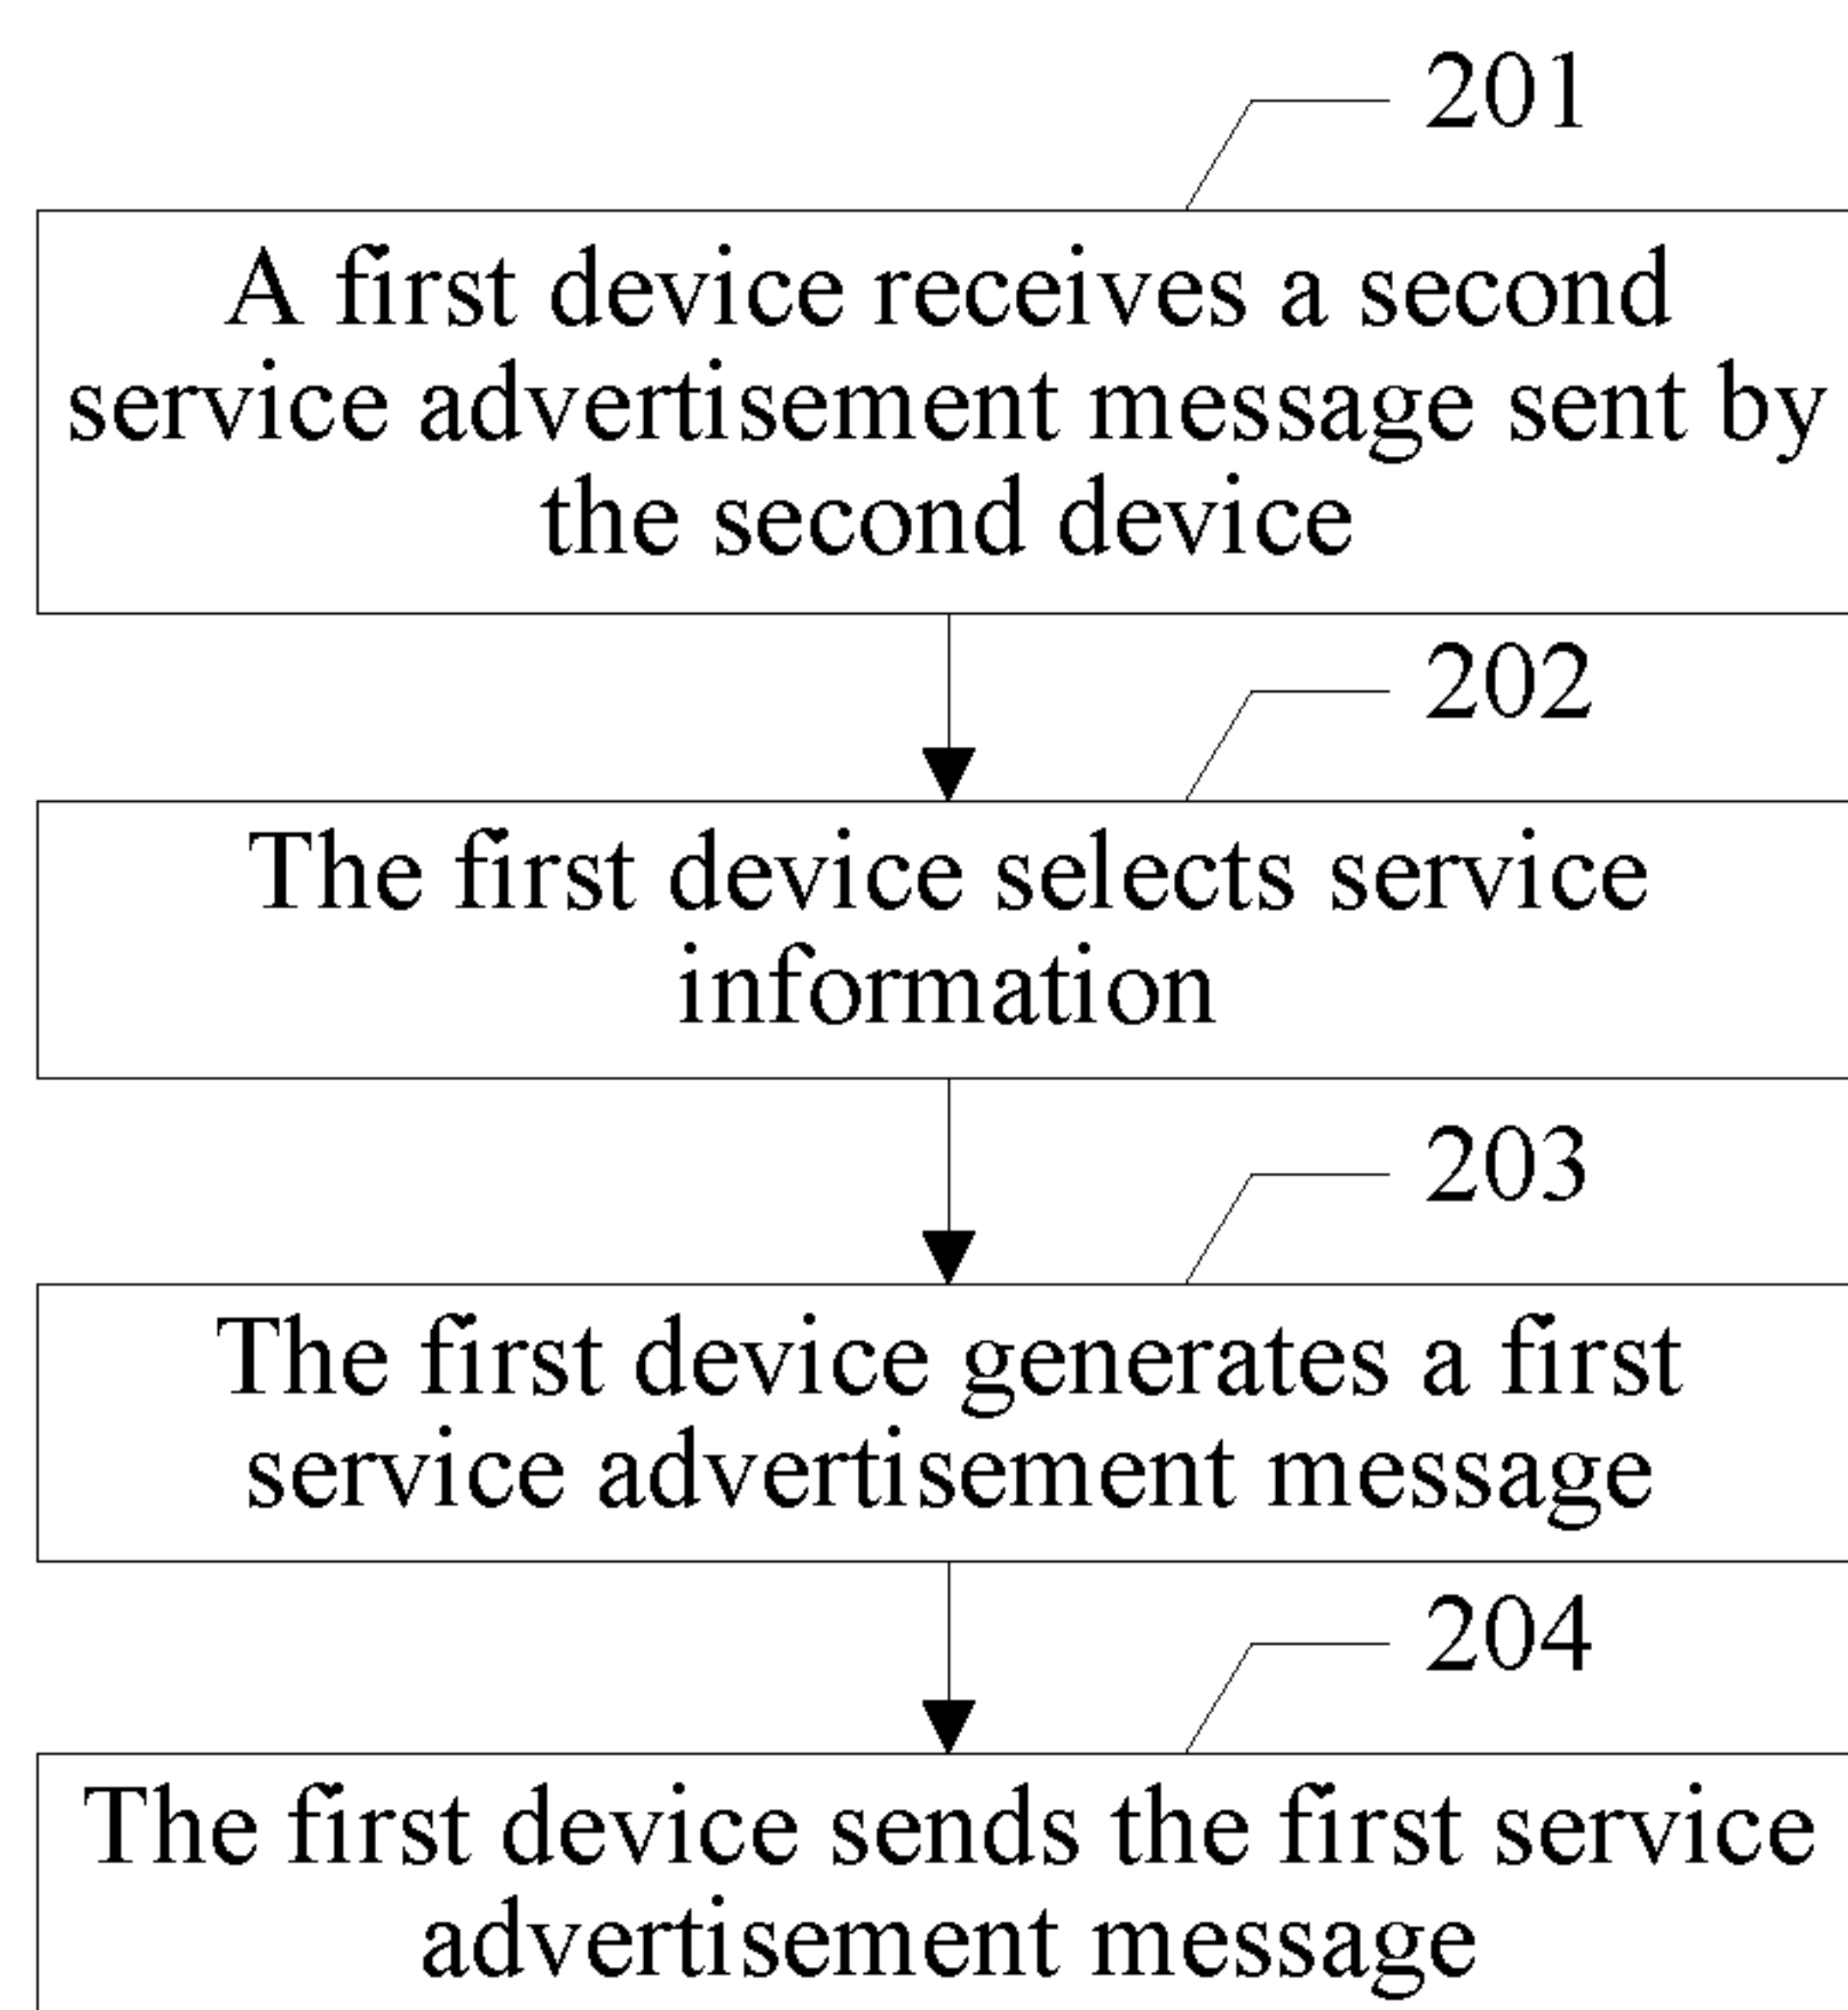 201
A first device receives a second
service advertisement message sent by
the second device
202
The first device selects service
information
203
The first device generates a first
service advertisement message
204
The first device sends the first service
advertisement message